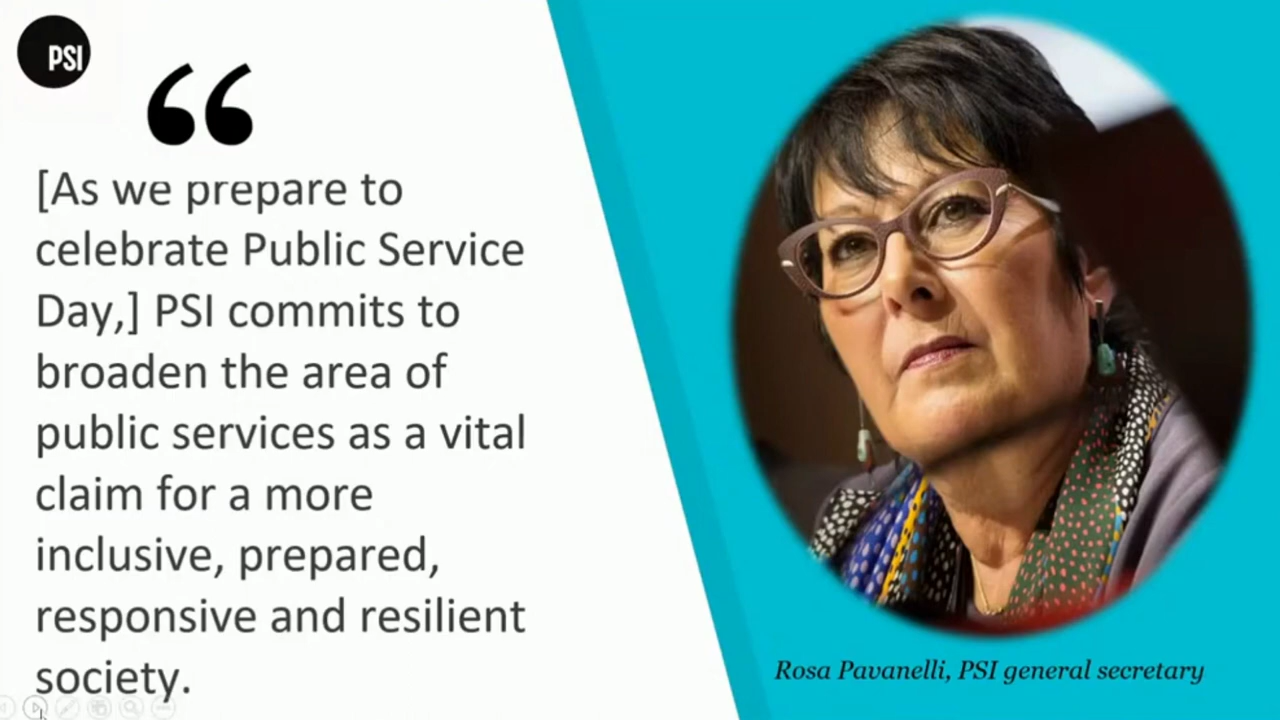 PSI
[As we prepare to
celebrate Public Service
Day,] PSI commits to
broaden the area of
public services as a vital
claim for a more
inclusive, prepared,
responsive and resilient
society.
Rosa Pavanelli, PSI general secretary